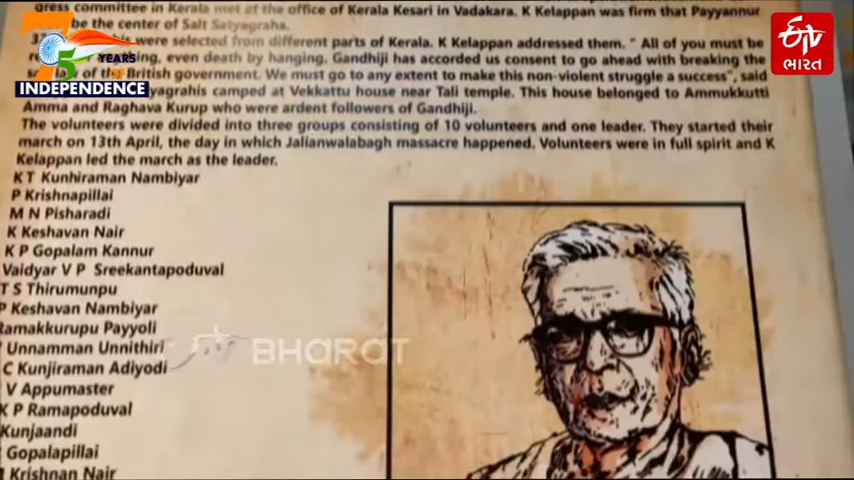 gress committee in Kerala met at the office of Kerala Kesari in Vadakara. K Kelappan was firm that Payyannur
be the center of Salt Satyagraha.
were selected from different parts of Kerala. K Kelappan addressed them. " All of you must be
even death by hanging. Gandhiji has accorded us consent to go ahead with breaking the
of the British government. We must go to any extent to make this non-violent struggle a success", said
yagrahis camped at Vekkattu house near Tali temple. This house belonged to Ammukkutti
Amma and Raghava Kurup who were ardent followers of Gandhiji.
The volunteers were divided into three groups consisting of 10 volunteers and one leader. They started their
march on 13th April, the day in which Jalianwalabagh massacre happened. Volunteers were in full spirit and K
Kelappan led the march as the leader.
K T Kunhiraman Nambiyar
P Krishnapillai
M N Pisharadi
K Keshavan Nair
K P Gopalam Kannur
Vaidyar V P Sreekantapoduval
T S Thirumunpu
P Keshavan Nambiyar
Ramakkurupu Payyoli
Unnamman Unnithiri
C Kunjiraman Adiyodi
V Appumaster
K P Ramapoduval
Kunjaandi
Gopalapillai
Krishnan Nair
75
YEARS
INDEPENDENCE
ભારત
BHARAT